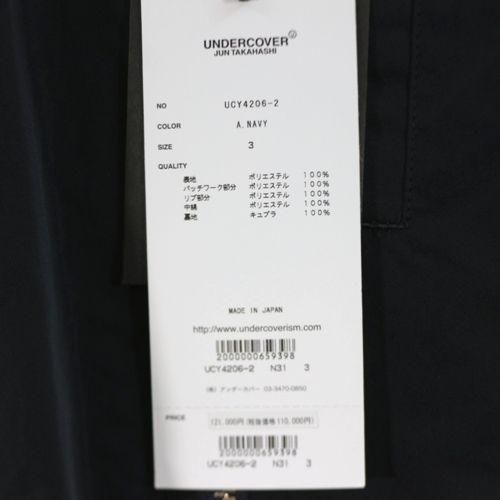 UNDERCOVER
JUN TAKAHASHI
NO UCY4206-2
COLOR A.NAVY
SIZE 3
QUALITY
表地 ポリエステル 100%
パッチワーク部分 ポリエステル 100%
リブ部分 ポリエステル 100%
中綿 ポリエステル 100%
裏地 キュプラ 100%
MADE IN JAPAN
http://www.undercoverism.com
2000000659398
UCY4206-2 N31 3
(株) アンダーカバー 03-3470-0850
PRICE 121,000円(税抜価格110,000円)
2000000659398
UCY4206-2 N31 3